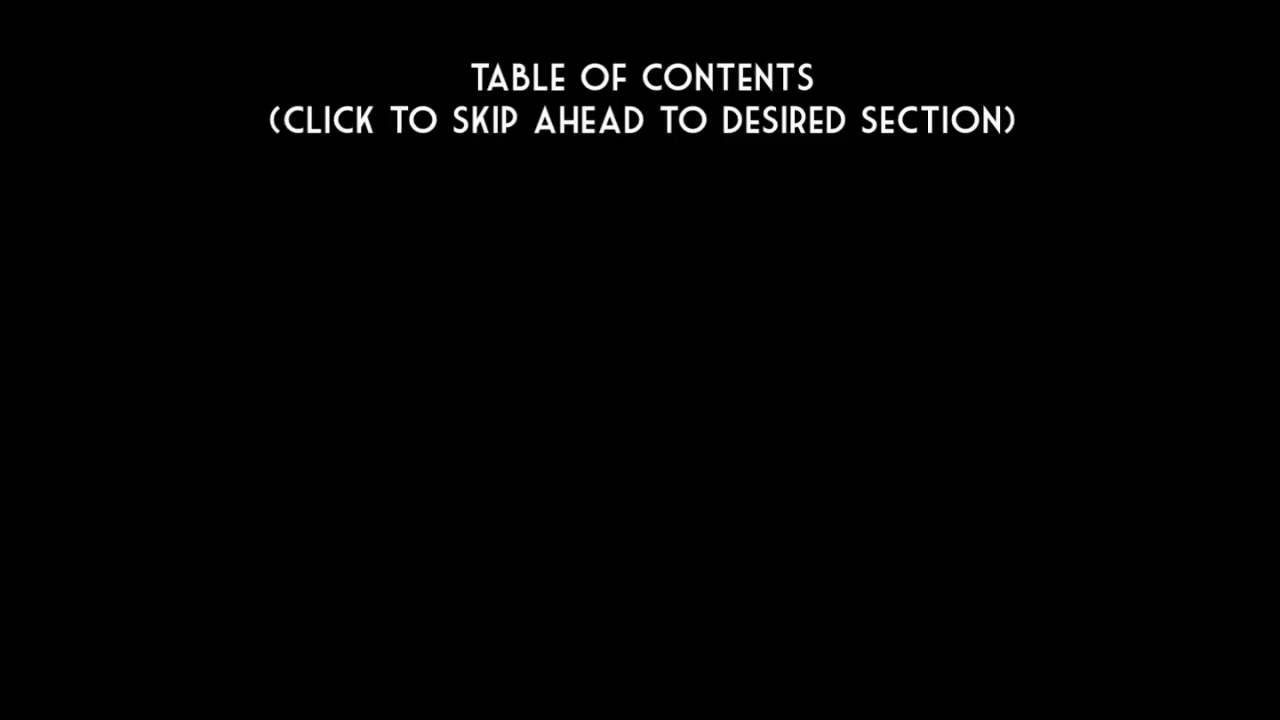 TABLE OF CONTENTS
(CLICK TO SKIP AHEAD TO DESIRED SECTION)